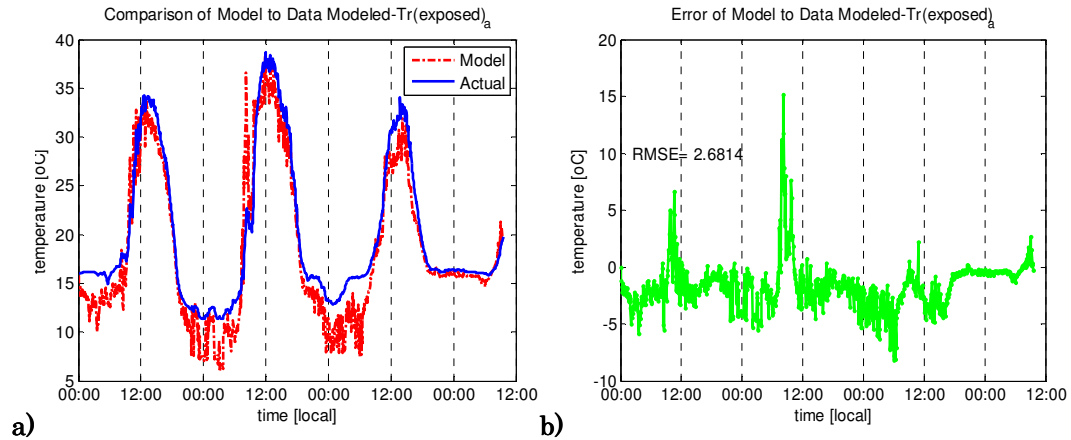 Comparison of Model to Data Modeled-Tr(exposed)a
40
35
30
25
20
15
10
5
temperature [oC]
Model
Actual
00:00 12:00 00:00 12:00 00:00 12:00 00:00 12:00
time [local]
a)
Error of Model to Data Modeled-Tr(exposed)a
20
15
10
5
0
-5
-10
temperature [oC]
RMSE= 2.6814
00:00 12:00 00:00 12:00 00:00 12:00 00:00 12:00
time [local]
b)